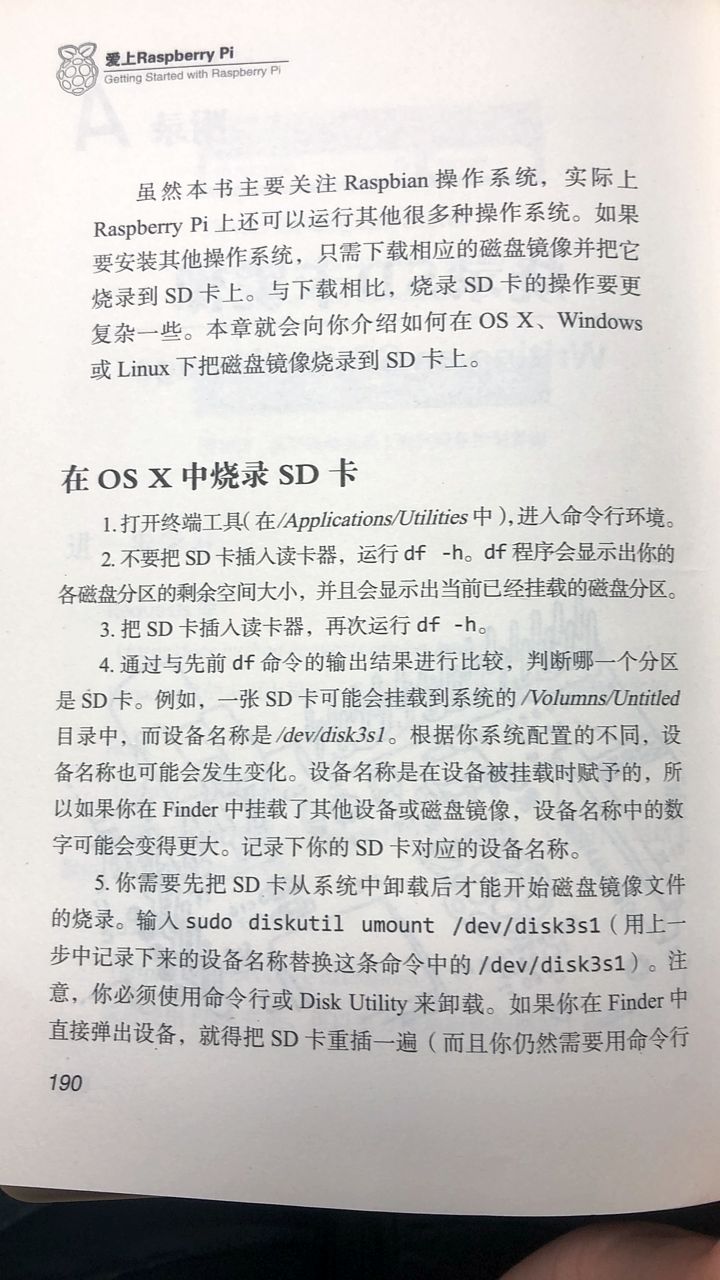 爱上Raspberry Pi
Getting Started with Raspberry Pi
虽然本书主要关注 Raspbian 操作系统，实际上
Raspberry Pi 上还可以运行其他很多种操作系统。如果
要安装其他操作系统，只需下载相应的磁盘镜像并把它
烧录到 SD 卡上。与下载相比，烧录 SD 卡的操作要更
复杂一些。本章就会向你介绍如何在 OS X、Windows
或 Linux 下把磁盘镜像烧录到 SD 卡上。
在 OS X 中烧录 SD 卡
1. 打开终端工具（在 /Applications/Utilities 中），进入命令行环境。
2. 不要把 SD 卡插入读卡器，运行 df -h。df 程序会显示出你的
各磁盘分区的剩余空间大小，并且会显示出当前已经挂载的磁盘分区。
3. 把 SD 卡插入读卡器，再次运行 df -h。
4. 通过与先前 df 命令的输出结果进行比较，判断哪一个分区
是 SD 卡。例如，一张 SD 卡可能会挂载到系统的 /Volumns/Untitled
目录中，而设备名称是 /dev/disk3s1。根据你系统配置的不同，设
备名称也可能会发生变化。设备名称是在设备被挂载时赋予的，所
以如果你在 Finder 中挂载了其他设备或磁盘镜像，设备名称中的数
字可能会变得更大。记录下你的 SD 卡对应的设备名称。
5. 你需要先把 SD 卡从系统中卸载后才能开始磁盘镜像文件
的烧录。输入 sudo diskutil umount /dev/disk3s1（用上一
步中记录下来的设备名称替换这条命令中的 /dev/disk3s1）。注
意，你必须使用命令行或 Disk Utility 来卸载。如果你在 Finder 中
直接弹出设备，就得把 SD 卡重插一遍（而且你仍然需要用命令行
190